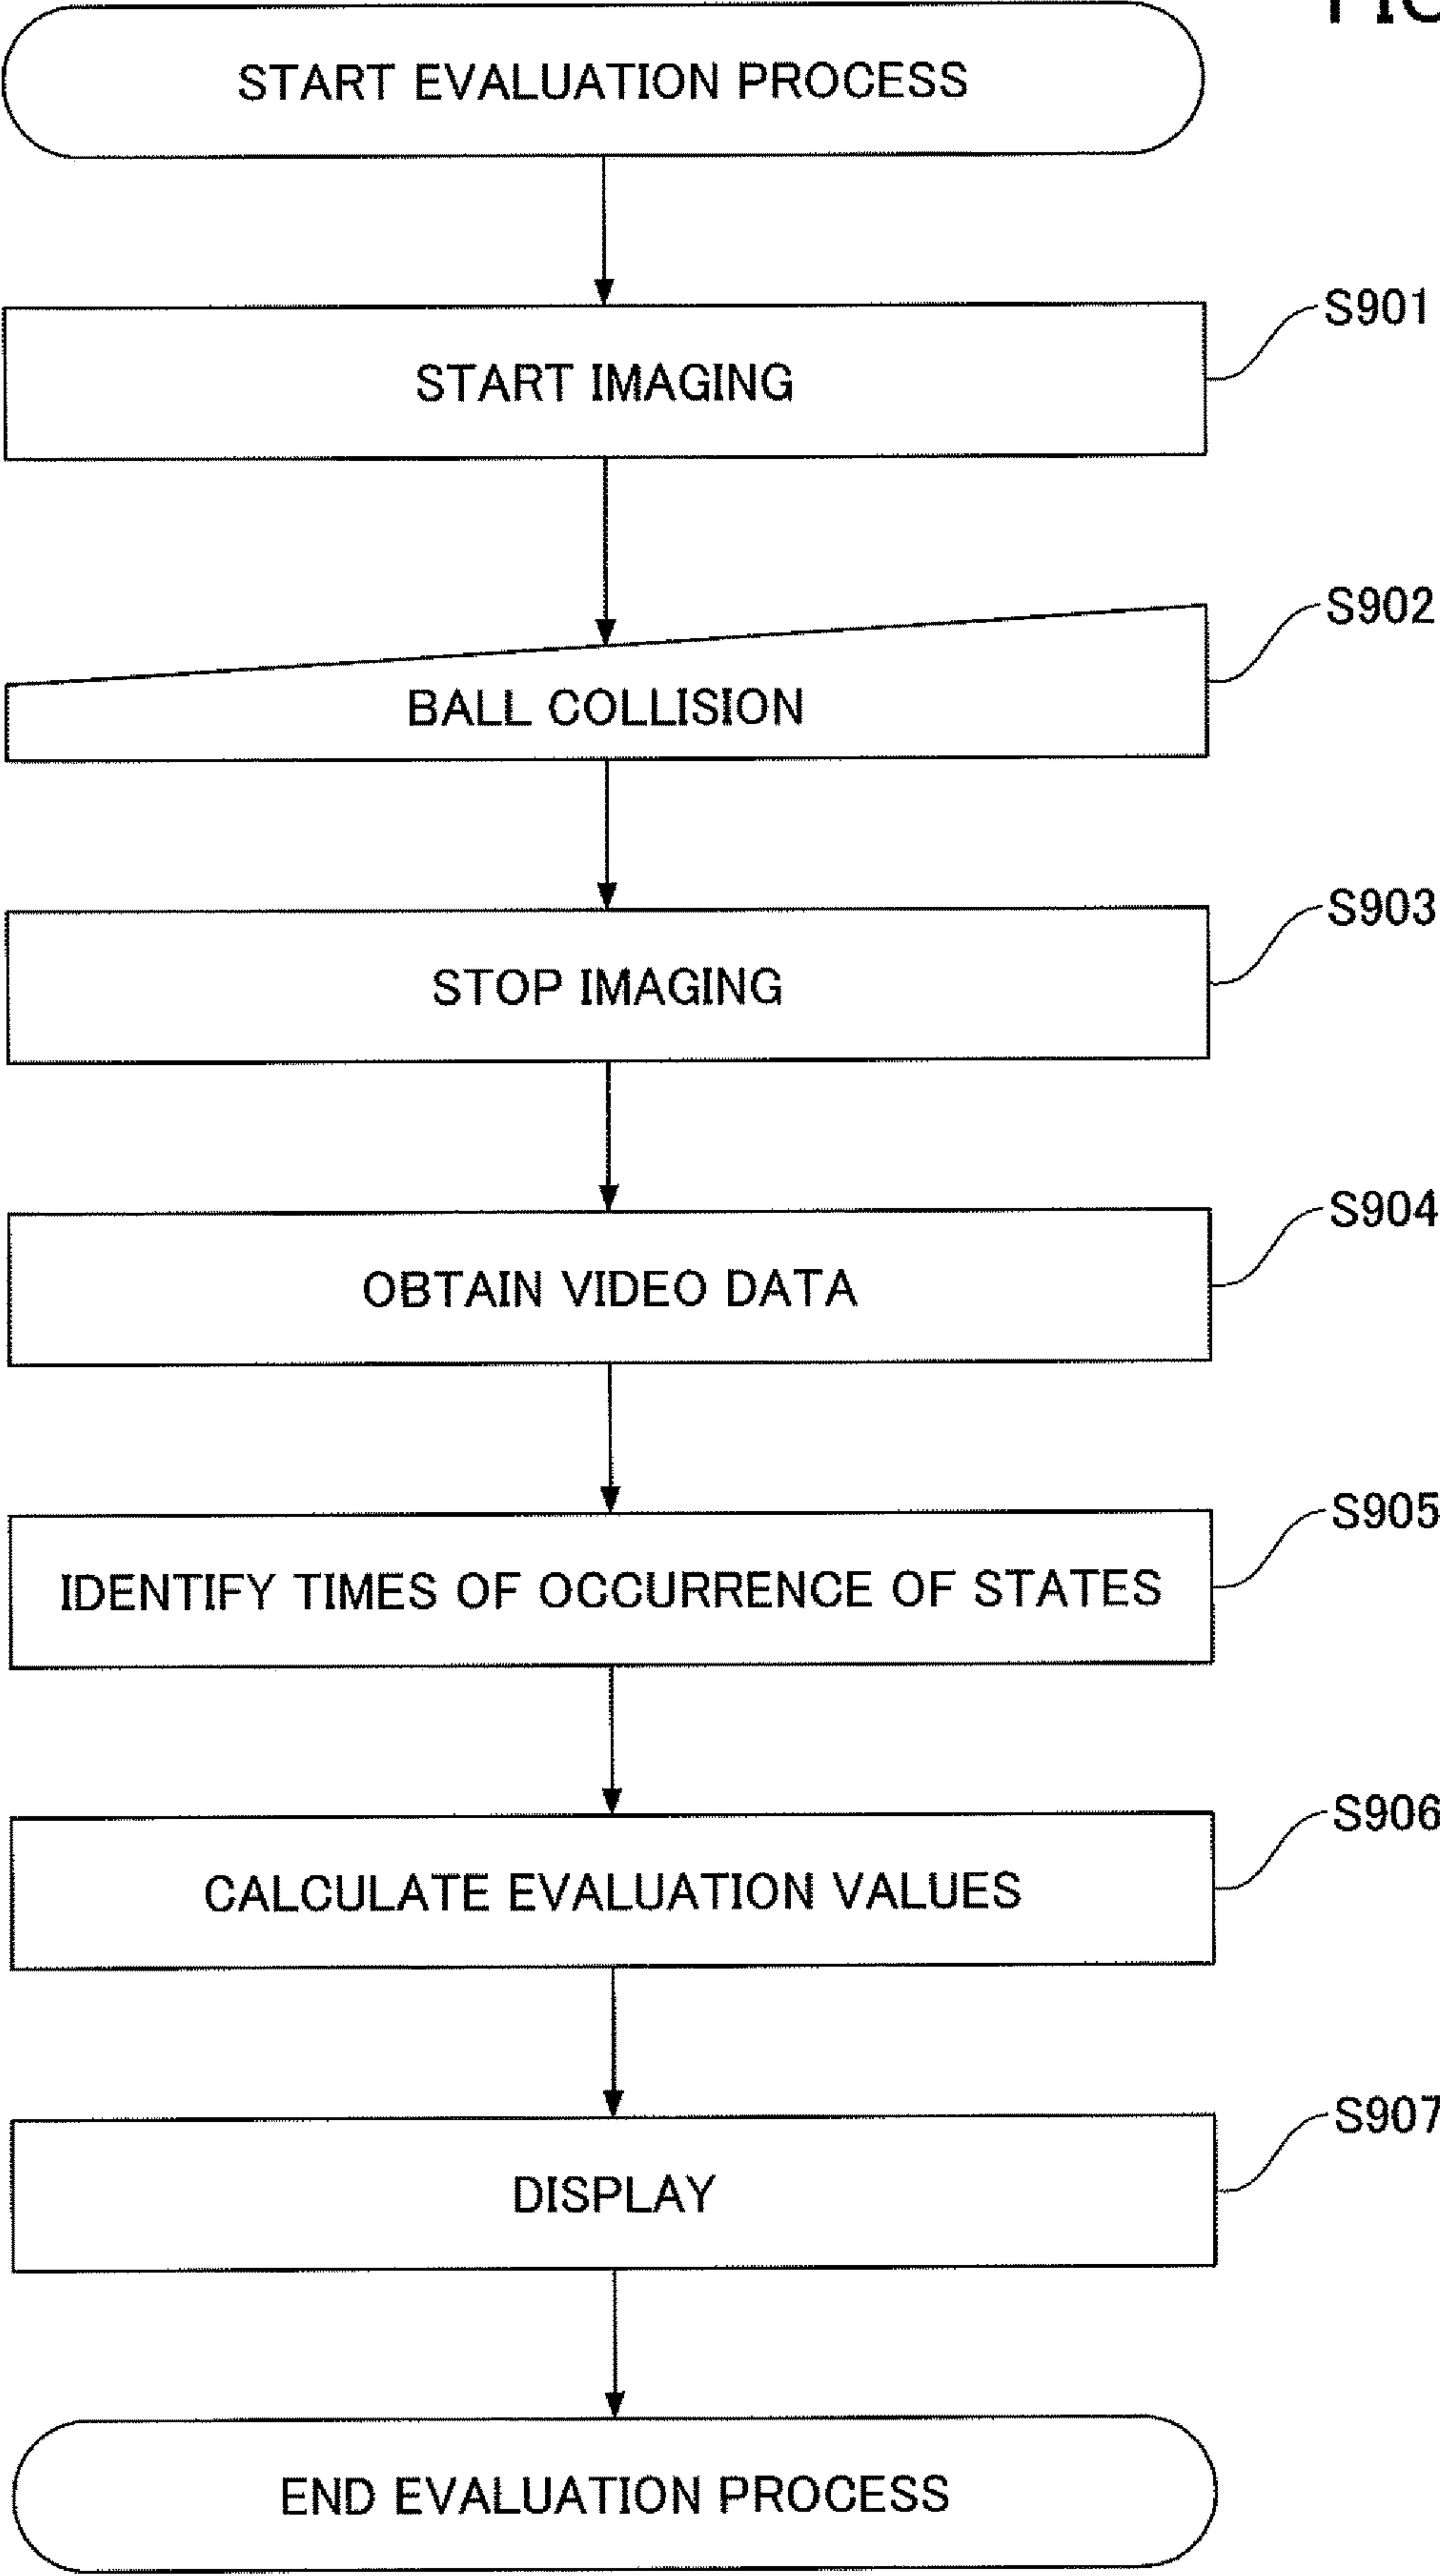 START EVALUATION PROCESS
START IMAGING
S901
BALL COLLISION
S902
STOP IMAGING
S903
OBTAIN VIDEO DATA
S904
IDENTIFY TIMES OF OCCURRENCE OF STATES
S905
CALCULATE EVALUATION VALUES
S906
DISPLAY
S907
END EVALUATION PROCESS